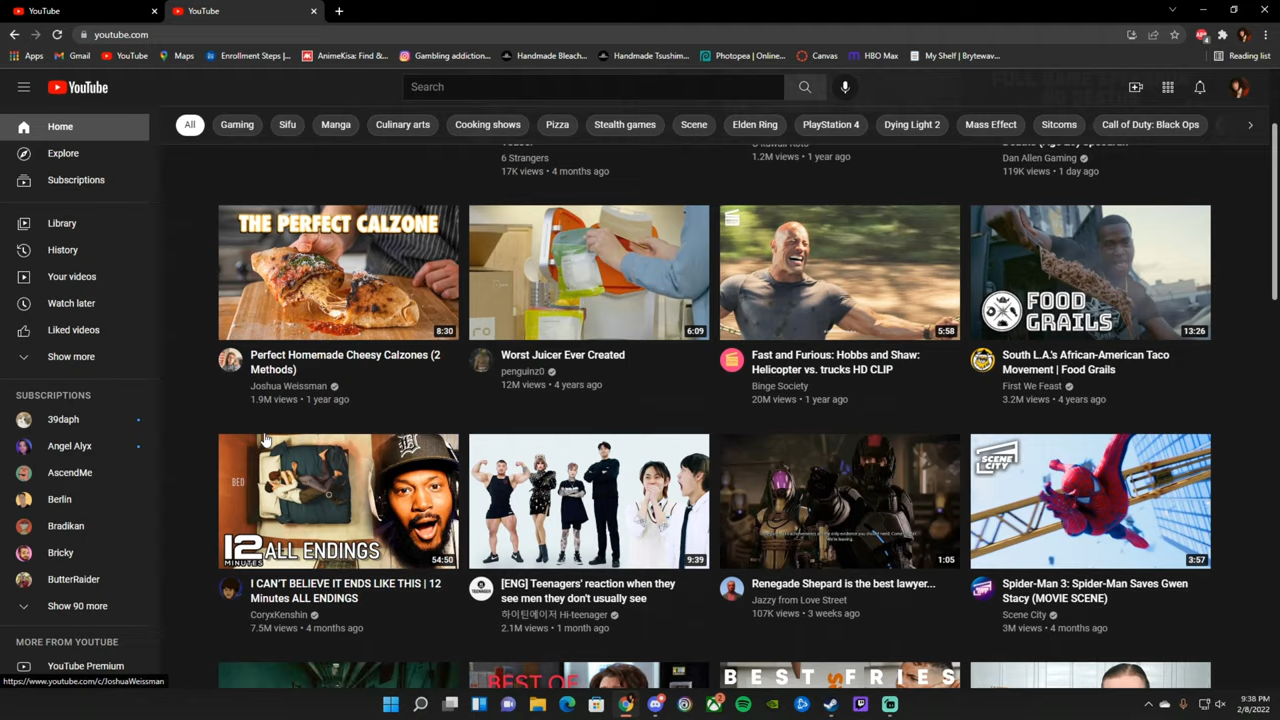 YouTube
YouTube
youtube.com
Apps
Gmail
YouTube
Maps
Enrollment Steps |...
AnimeKisa: Find &...
Gambling addiction...
Handmade Bleach...
Handmade Tsushim...
Photopea | Online...
Canvas
HBO Max
My Shelf | Brytewav...
Reading list
YouTube
Search
Home
Explore
Subscriptions
Library
History
Your videos
Watch later
Liked videos
Show more
SUBSCRIPTIONS
39daph
Angel Alyx
AscendMe
Berlin
Bradikan
Bricky
ButterRaider
Show 90 more
MORE FROM YOUTUBE
YouTube Premium
https://www.youtube.com/c/JoshuaWeissman
All
Gaming
Sifu
Manga
Culinary arts
Cooking shows
Pizza
Stealth games
Scene
Elden Ring
PlayStation 4
Dying Light 2
Mass Effect
Sitcoms
Call of Duty: Black Ops
6 Strangers
17K views • 4 months ago
1.2M views • 1 year ago
Dan Allen Gaming
119K views • 1 day ago
THE PERFECT CALZONE
8:30
Perfect Homemade Cheesy Calzones (2
Methods)
Joshua Weissman
1.9M views • 1 year ago
6:09
Worst Juicer Ever Created
penguinz0
12M views • 4 years ago
5:58
Fast and Furious: Hobbs and Shaw:
Helicopter vs. trucks HD CLIP
Binge Society
20M views • 1 year ago
FOOD
GRAILS
13:26
South L.A.'s African-American Taco
Movement | Food Grails
First We Feast
3.2M views • 4 years ago
BED
12 ALL ENDINGS
MINUTES
54:50
I CAN'T BELIEVE IT ENDS LIKE THIS | 12
Minutes ALL ENDINGS
CoryxKenshin
7.5M views • 4 months ago
9:39
[ENG] Teenagers' reaction when they
see men they don't usually see
하이틴에이저 Hi-teenager
2.1M views • 1 month ago
1:05
Renegade Shepard is the best lawyer...
Jazzy from Love Street
107K views • 3 weeks ago
SCENE
CITY
3:57
Spider-Man 3: Spider-Man Saves Gwen
Stacy (MOVIE SCENE)
Scene City
3M views • 4 months ago
BEST OF
BEST FRIES
9:38 PM
2/8/2022